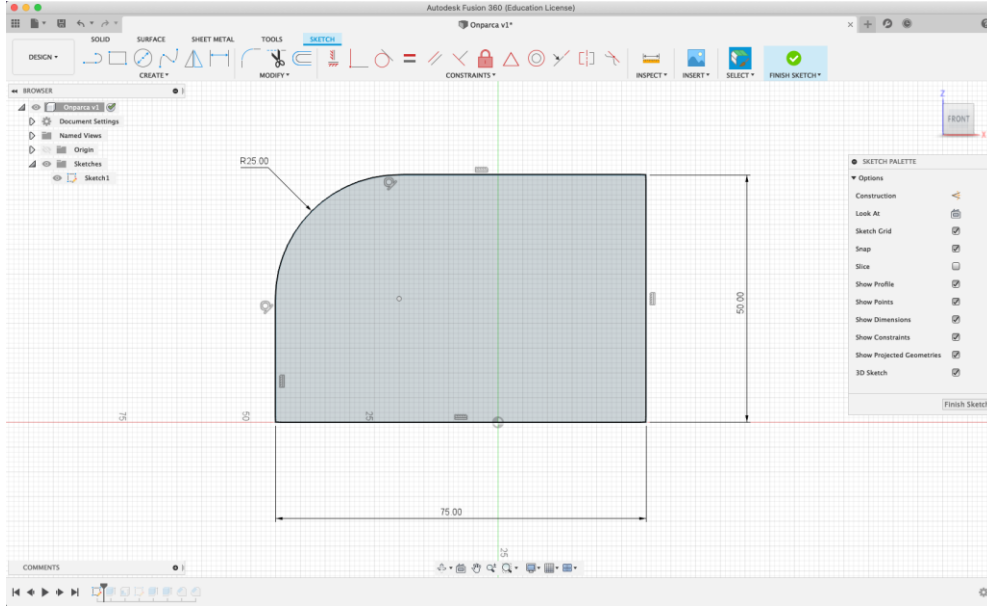 Autodesk Fusion 360 (Education License)
Onparca v1*
SOLID SURFACE SHEET METAL TOOLS SKETCH
DESIGN
CREATE MODIFY CONSTRAINTS INSPECT INSERT SELECT FINISH SKETCH
BROWSER
Onparca v1
Document Settings
Named Views
Origin
Sketches
Sketch1
Z
FRONT
X
SKETCH PALETTE
Options
Construction
Look At
Sketch Grid
Snap
Slice
Show Profile
Show Points
Show Dimensions
Show Constraints
Show Projected Geometries
3D Sketch
Finish Sketch
R25.00
50.00
75 50 25
75.00
25
COMMENTS